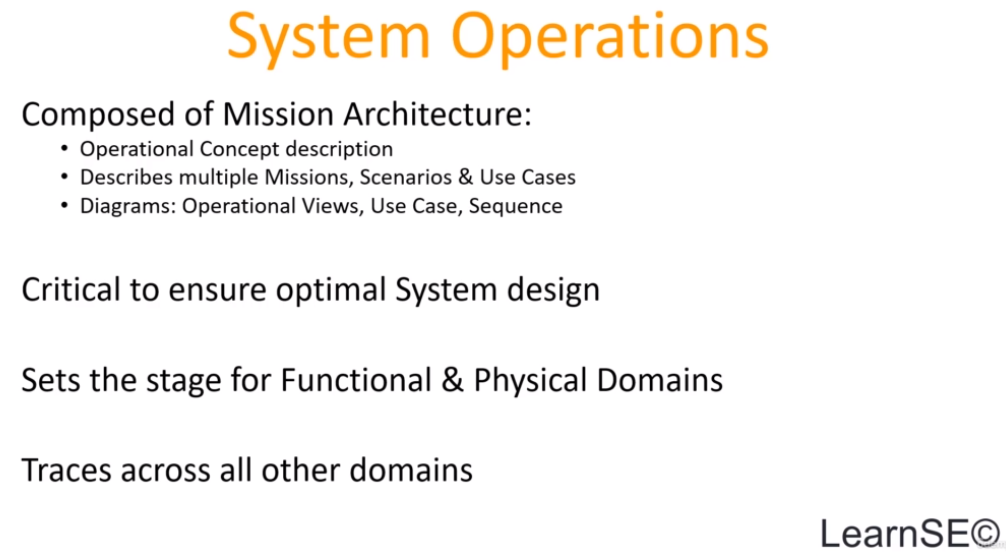 System Operations
Composed of Mission Architecture:
• Operational Concept description
• Describes multiple Missions, Scenarios & Use Cases
• Diagrams: Operational Views, Use Case, Sequence
Critical to ensure optimal System design
Sets the stage for Functional & Physical Domains
Traces across all other domains
LearnSE©